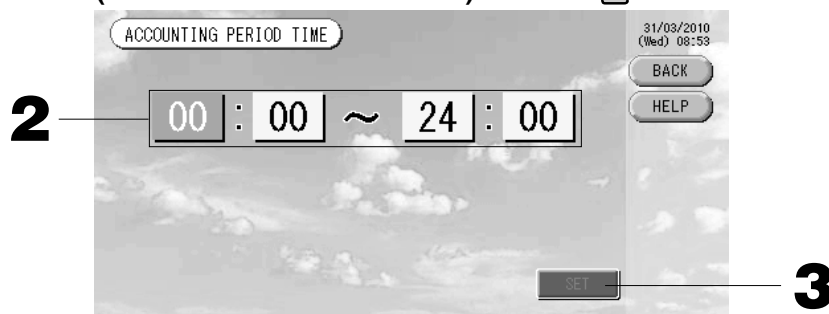 ACCOUNTING PERIOD TIME
31/03/2010
(Wed) 08:53
BACK
HELP
2
00 : 00 ~ 24 : 00
SET
3